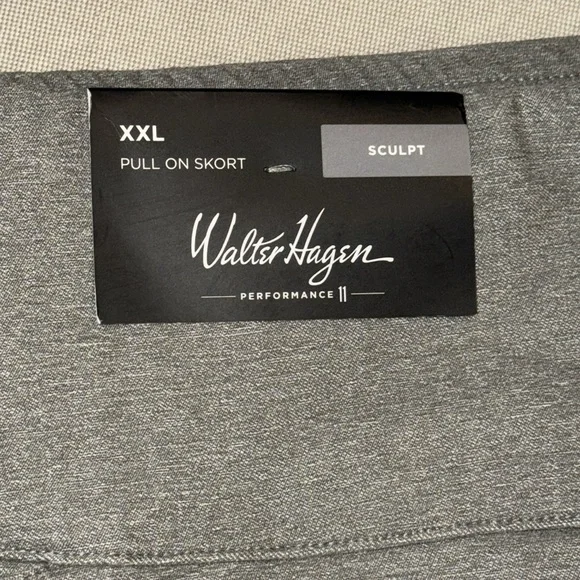 XXL
PULL ON SKORT
SCULPT
Walter Hagen
PERFORMANCE 11